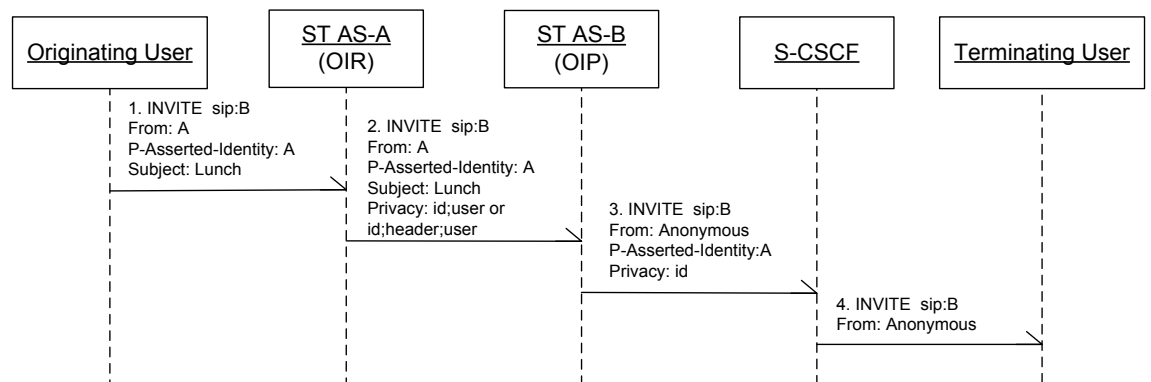 Originating User
ST AS-A
(OIR)
ST AS-B
(OIP)
S-CSCF
Terminating User
1. INVITE sip:B
From: A
P-Asserted-Identity: A
Subject: Lunch
2. INVITE sip:B
From: A
P-Asserted-Identity: A
Subject: Lunch
Privacy: id;user or
id;header;user
3. INVITE sip:B
From: Anonymous
P-Asserted-Identity:A
Privacy: id
4. INVITE sip:B
From: Anonymous